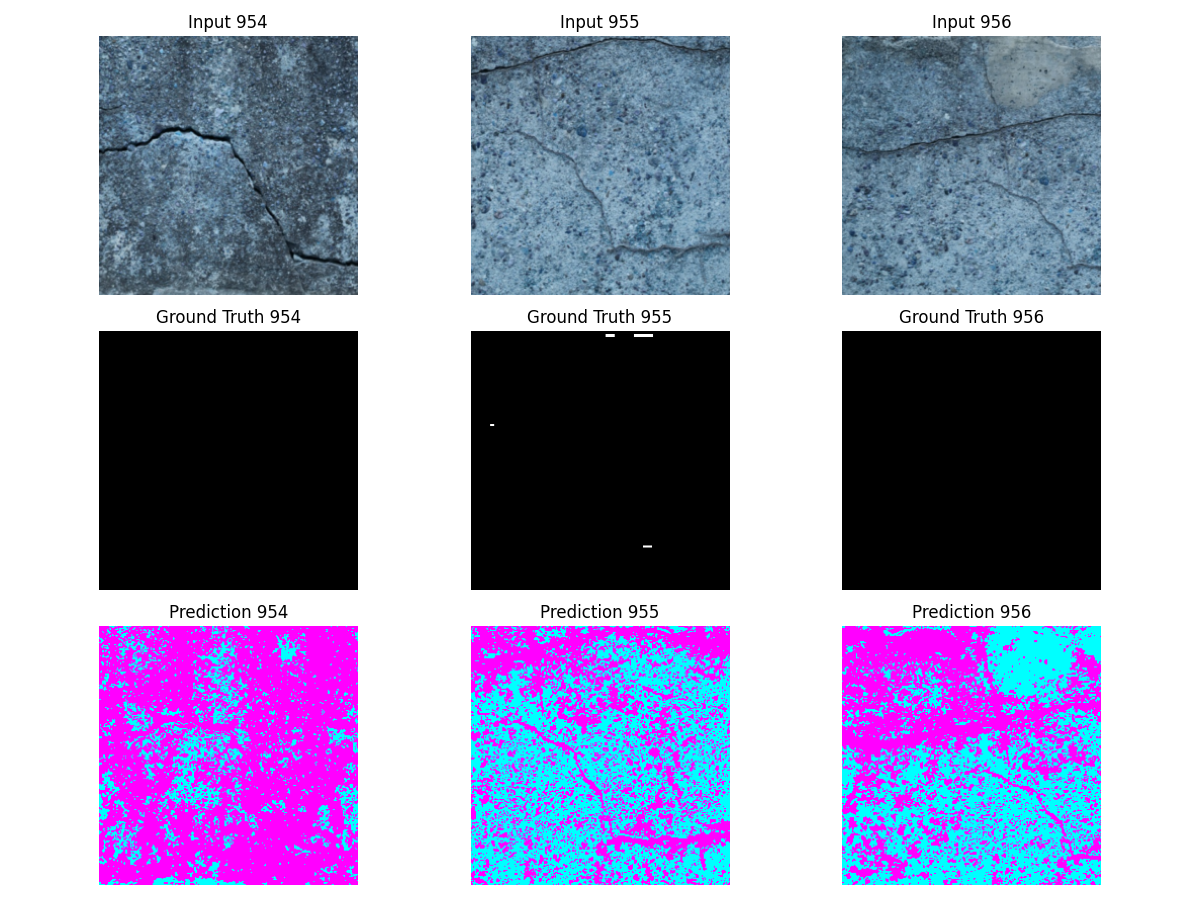 Input 954
Input 955
Input 956
Ground Truth 954
Ground Truth 955
Ground Truth 956
Prediction 954
Prediction 955
Prediction 956